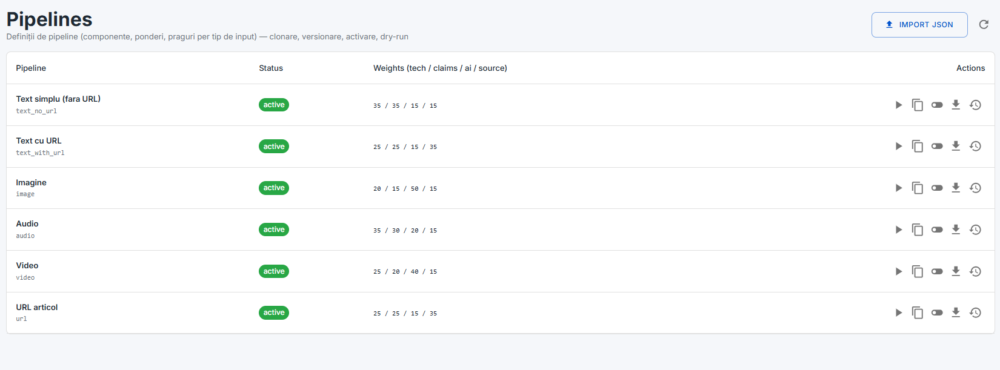 Pipelines
IMPORT JSON
Definiții de pipeline (componente, ponderi, praguri per tip de input) — clonare, versionare, activare, dry-run
Pipeline Status Weights (tech / claims / ai / source) Actions
Text simplu (fara URL)
text_no_url
active
35 / 35 / 15 / 15
Text cu URL
text_with_url
active
25 / 25 / 15 / 35
Imagine
image
active
20 / 15 / 50 / 15
Audio
audio
active
35 / 30 / 20 / 15
Video
video
active
25 / 20 / 40 / 15
URL articol
url
active
25 / 25 / 15 / 35